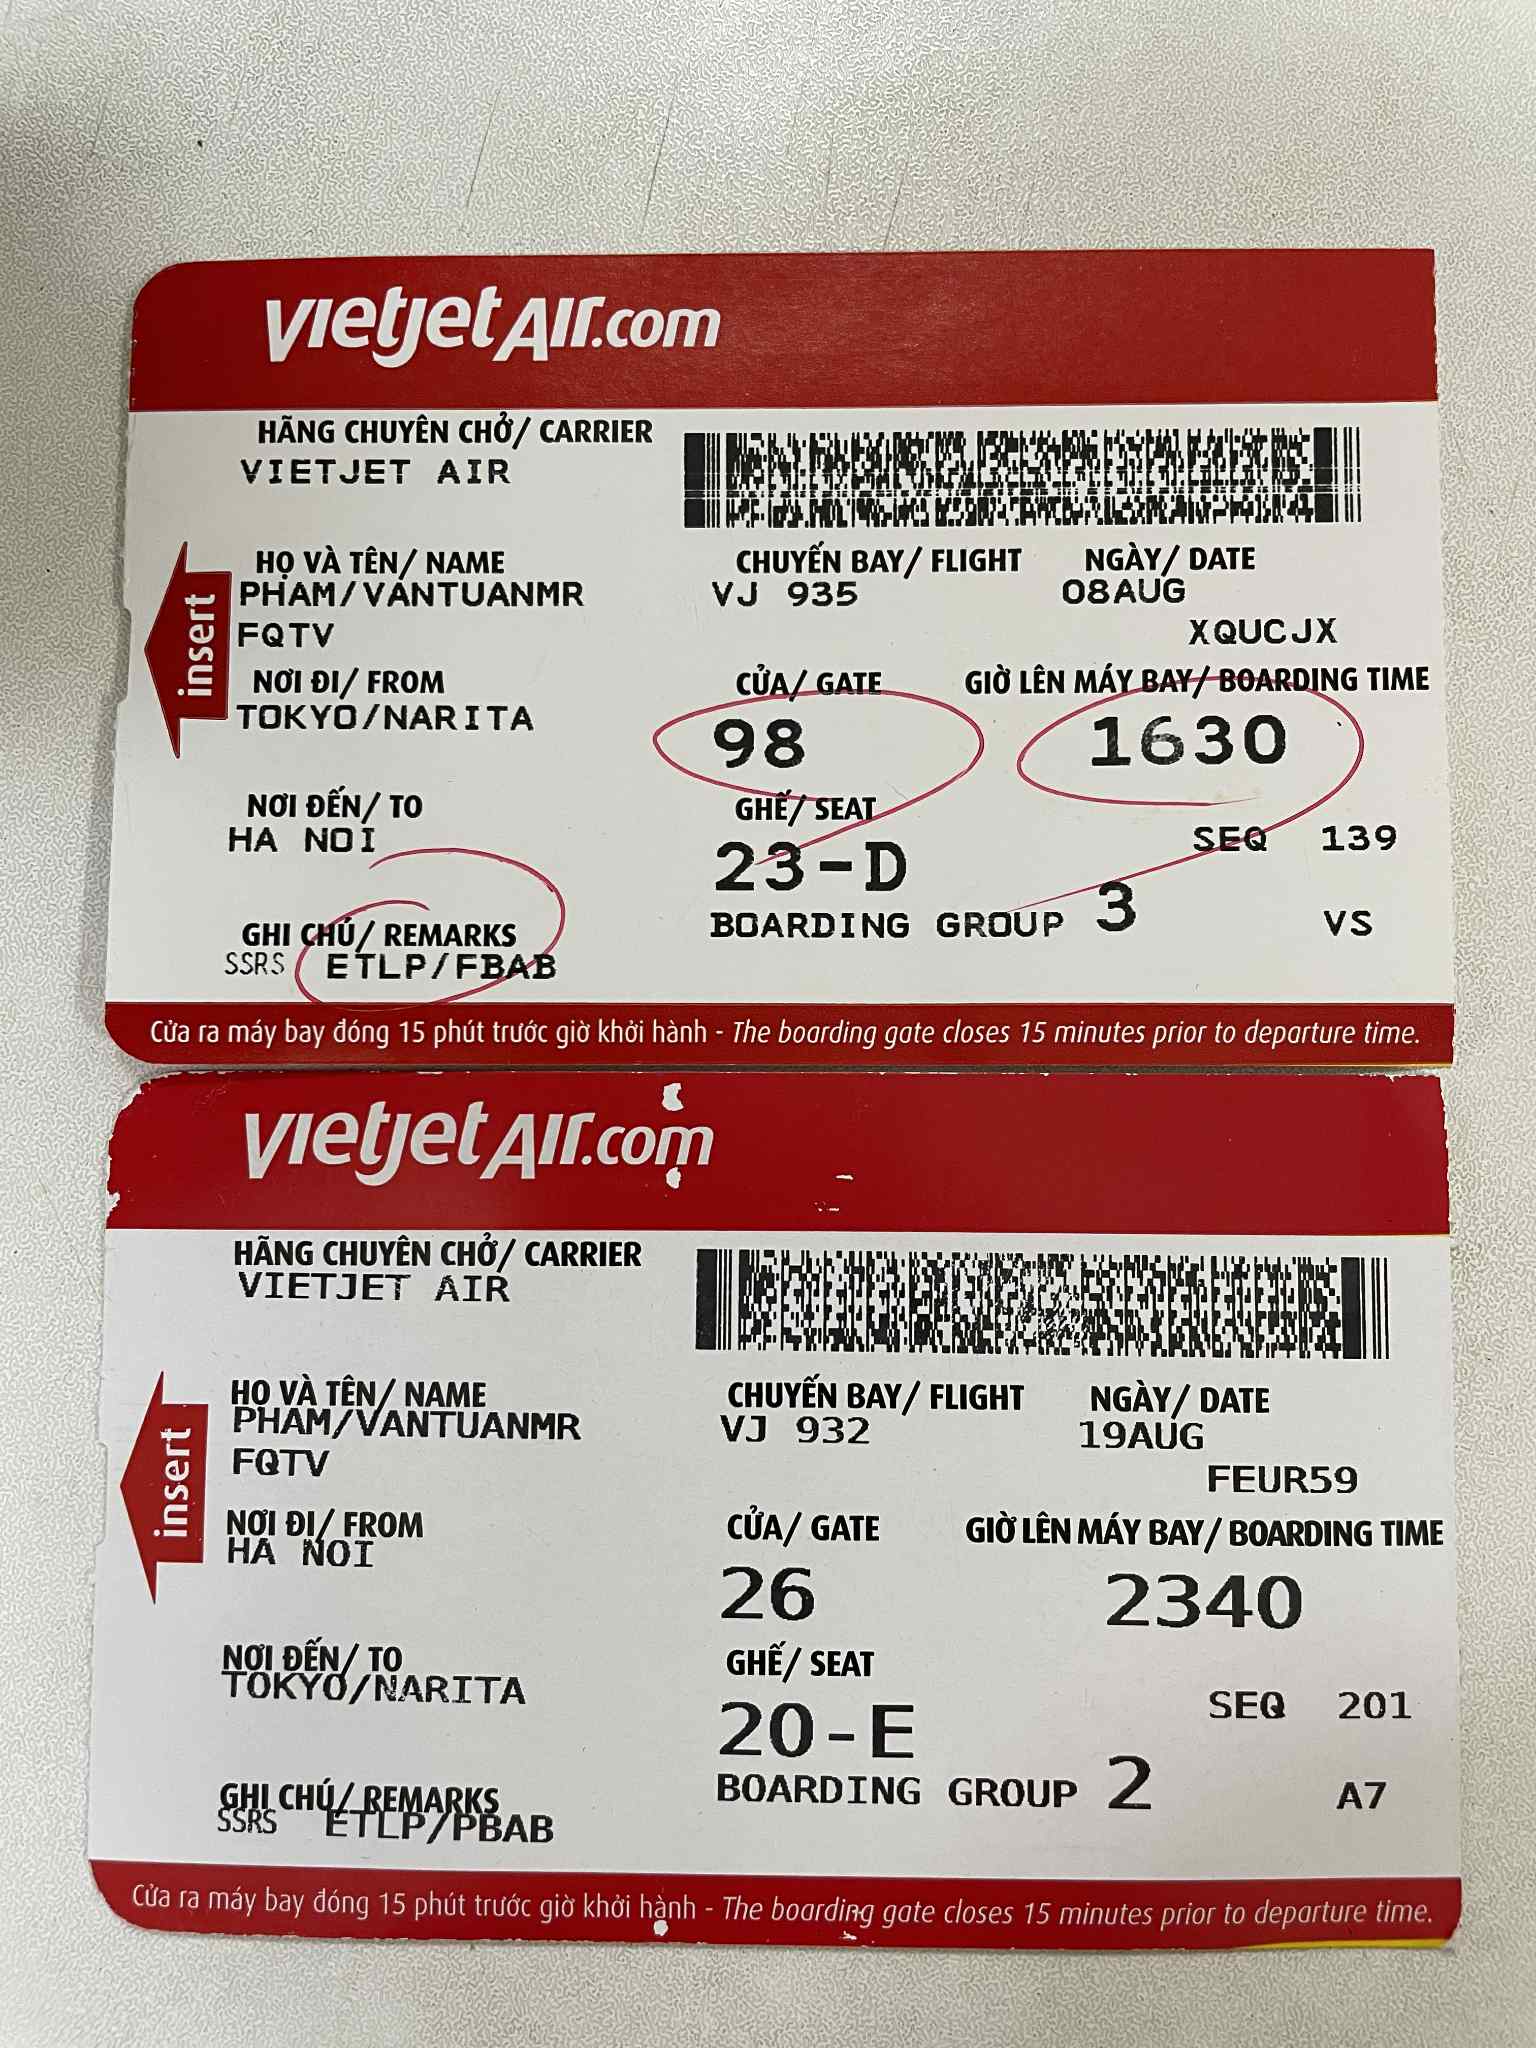 vietjetAir.com
HÃNG CHUYÊN CHỞ/ CARRIER
VIETJET AIR
HỌ VÀ TÊN/ NAME
PHAM/VANTUANMR
FQTV
CHUYẾN BAY/ FLIGHT
VJ 935
NGÀY/ DATE
08AUG
XQUCJX
insert
NƠI ĐI/ FROM
TOKYO/NARITA
CỬA/ GATE
98
GIỜ LÊN MÁY BAY/ BOARDING TIME
1630
NƠI ĐẾN/ TO
HA NOI
GHẾ/ SEAT
23-D
SEQ 139
BOARDING GROUP 3
VS
GHI CHÚ/ REMARKS
SSRS ETLP/FBAB
Cửa ra máy bay đóng 15 phút trước giờ khởi hành - The boarding gate closes 15 minutes prior to departure time.
vietjetAir.com
HÃNG CHUYÊN CHỞ/ CARRIER
VIETJET AIR
HỌ VÀ TÊN/ NAME
PHAM/VANTUANMR
FQTV
CHUYẾN BAY/ FLIGHT
VJ 932
NGÀY/ DATE
19AUG
FEUR59
insert
NƠI ĐI/ FROM
HA NOI
CỬA/ GATE
26
GIỜ LÊN MÁY BAY/ BOARDING TIME
2340
NƠI ĐẾN/ TO
TOKYO/NARITA
GHẾ/ SEAT
20-E
SEQ 201
BOARDING GROUP 2
A7
GHI CHÚ/ REMARKS
SSRS ETLP/PBAB
Cửa ra máy bay đóng 15 phút trước giờ khởi hành - The boarding gate closes 15 minutes prior to departure time.